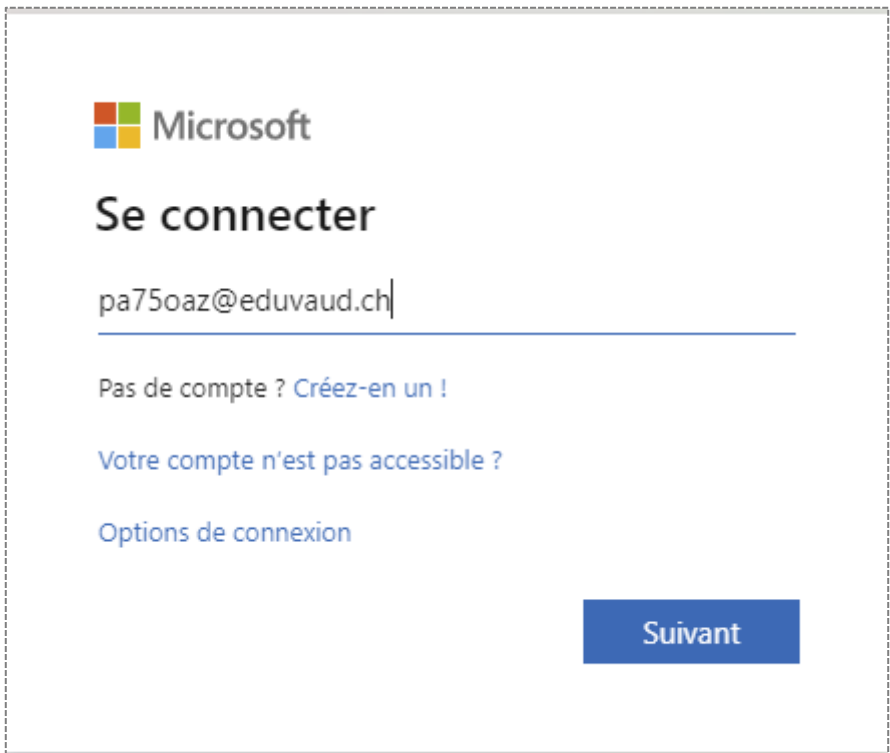 Microsoft
Se connecter
pa75oaz@eduvaud.ch
Pas de compte ? Créez-en un !
Votre compte n'est pas accessible ?
Options de connexion
Suivant